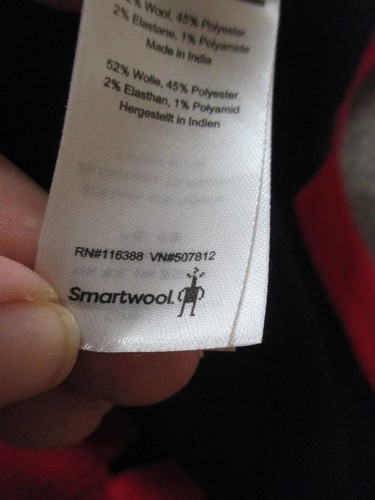 Wool, 45% Polyester,
2% Elastane, 1% Polyamide
Made in India
52% Wolle, 45% Polyester,
2% Elasthan, 1% Polyamid
Hergestellt in Indien
RN#116388 VN#507812
Smartwool.